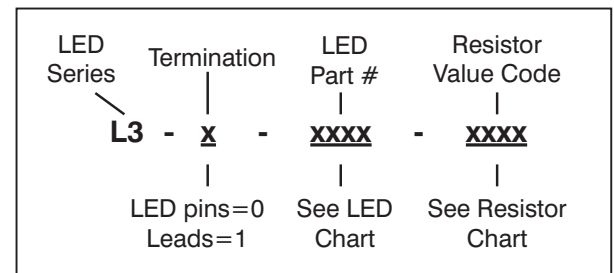 LED Series
Termination
LED Part #
Resistor Value Code
L3 - x - xxxx - xxxx
LED pins=0
Leads=1
See LED Chart
See Resistor Chart